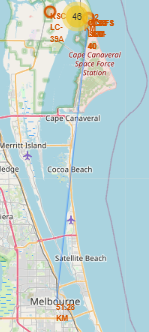 KSC
LC-
39A
46
40
Cape Canaveral
Space Force
Station
Cape Canaveral
Merritt Island
Cocoa Beach
Satellite Beach
Melbourne
51.28
KM